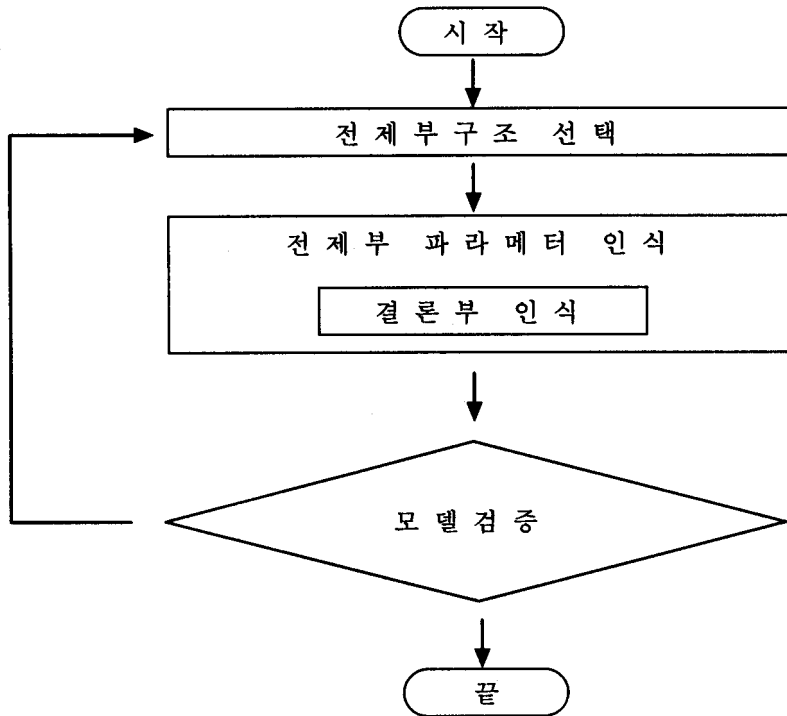 시작
전제부구조 선택
전제부 파라메터 인식
결론부 인식
모델검증
끝